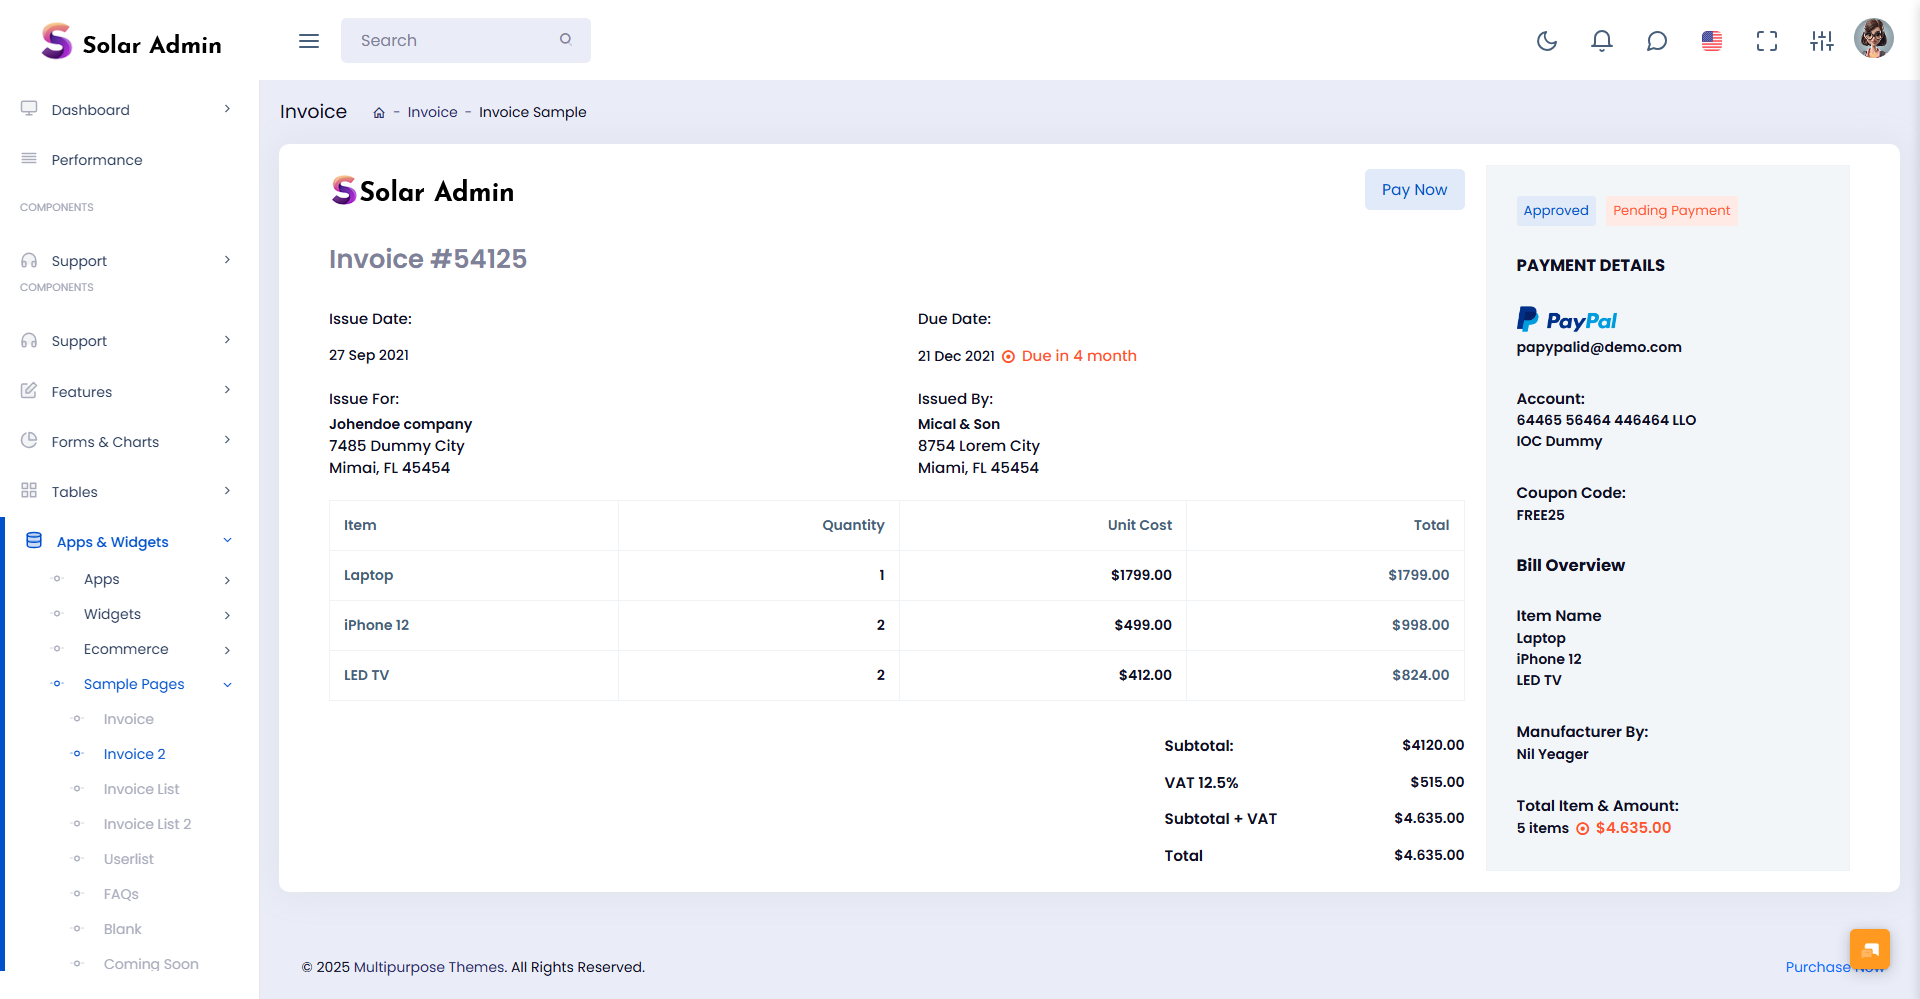 Solar Admin
Search
Dashboard
Performance
COMPONENTS
Support
COMPONENTS
Support
Features
Forms & Charts
Tables
Apps & Widgets
Apps
Widgets
Ecommerce
Sample Pages
Invoice
Invoice 2
Invoice List
Invoice List 2
Userlist
FAQs
Blank
Coming Soon
Invoice - Invoice - Invoice Sample
Solar Admin
Pay Now
Invoice #54125
Issue Date:
27 Sep 2021
Due Date:
21 Dec 2021 Due in 4 month
Issue For:
Johendoe company
7485 Dummy City
Mimai, FL 45454
Issued By:
Mical & Son
8754 Lorem City
Miami, FL 45454
Item Quantity Unit Cost Total
Laptop 1 $1799.00 $1799.00
iPhone 12 2 $499.00 $998.00
LED TV 2 $412.00 $824.00
Subtotal: $4120.00
VAT 12.5% $515.00
Subtotal + VAT $4.635.00
Total $4.635.00
Approved Pending Payment
PAYMENT DETAILS
PayPal
papypalid@demo.com
Account:
64465 56464 446464 LLO
IOC Dummy
Coupon Code:
FREE25
Bill Overview
Item Name
Laptop
iPhone 12
LED TV
Manufacturer By:
Nil Yeager
Total Item & Amount:
5 items $4.635.00
© 2025 Multipurpose Themes. All Rights Reserved.
Purchase Now